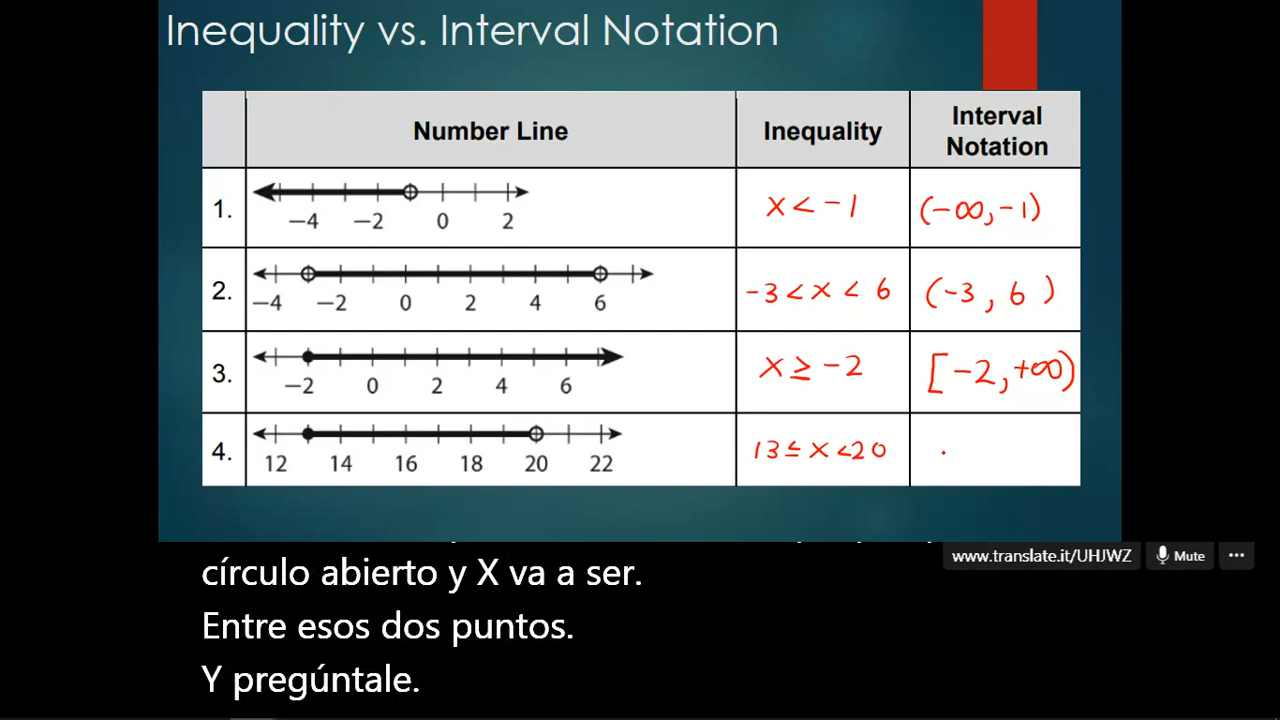 Inequality vs. Interval Notation
Number Line
Inequality
Interval
Notation
1.
−4 −2 0 2
x < -1
(-∞, -1)
2.
−4 −2 0 2 4 6
-3 < x < 6
(-3, 6)
3.
−2 0 2 4 6
x ≥ -2
[-2, +∞)
4.
12 14 16 18 20 22
13 ≤ x < 20
círculo abierto y X va a ser.
Entre esos dos puntos.
Y pregúntale.
www.translate.it/UHJWZ
Mute